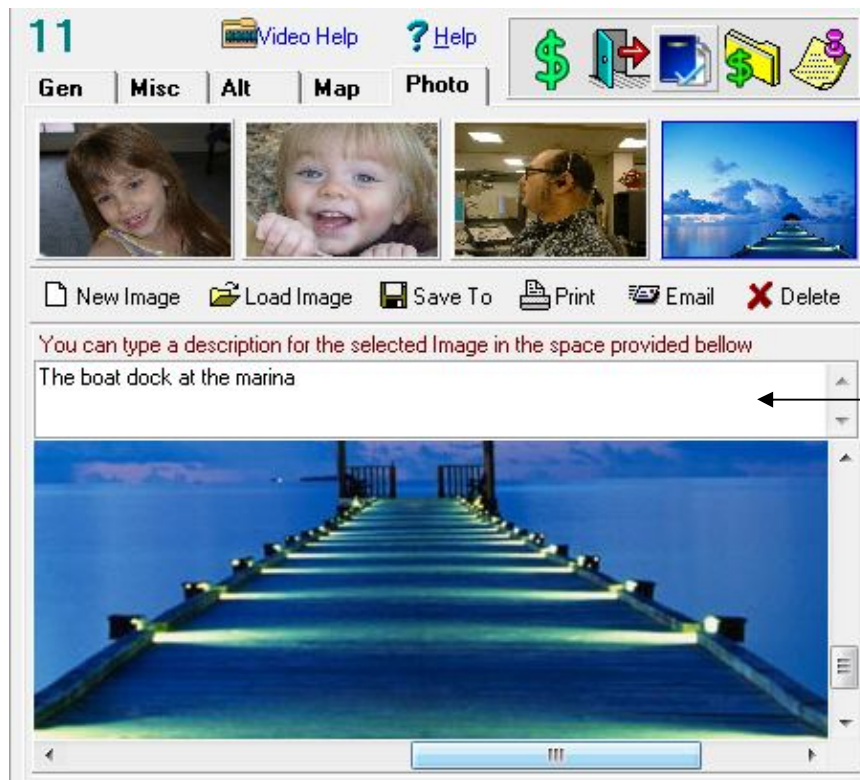 11 Video Help ? Help
Gen Misc Alt Map Photo
New Image Load Image Save To Print Email Delete
You can type a description for the selected Image in the space provided bellow
The boat dock at the marina